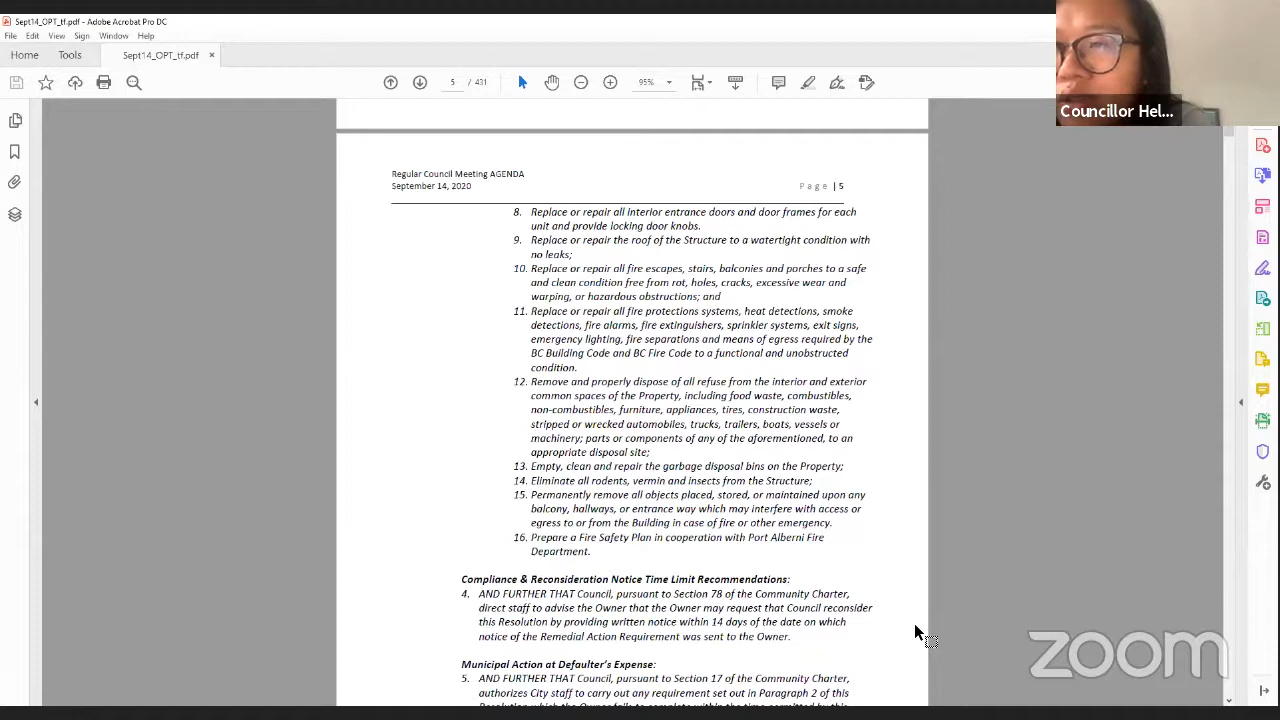 Sept14_OPT_tf.pdf - Adobe Acrobat Pro DC
File Edit View Sign Window Help
Home Tools Sept14_OPT_tf.pdf ×
5 / 431 95%
Councillor Hel...
Regular Council Meeting AGENDA
September 14, 2020 Page | 5
8. Replace or repair all interior entrance doors and door frames for each
unit and provide locking door knobs.
9. Replace or repair the roof of the Structure to a watertight condition with
no leaks;
10. Replace or repair all fire escapes, stairs, balconies and porches to a safe
and clean condition free from rot, holes, cracks, excessive wear and
warping, or hazardous obstructions; and
11. Replace or repair all fire protections systems, heat detections, smoke
detections, fire alarms, fire extinguishers, sprinkler systems, exit signs,
emergency lighting, fire separations and means of egress required by the
BC Building Code and BC Fire Code to a functional and unobstructed
condition.
12. Remove and properly dispose of all refuse from the interior and exterior
common spaces of the Property, including food waste, combustibles,
non-combustibles, furniture, appliances, tires, construction waste,
stripped or wrecked automobiles, trucks, trailers, boats, vessels or
machinery; parts or components of any of the aforementioned, to an
appropriate disposal site;
13. Empty, clean and repair the garbage disposal bins on the Property;
14. Eliminate all rodents, vermin and insects from the Structure;
15. Permanently remove all objects placed, stored, or maintained upon any
balcony, hallways, or entrance way which may interfere with access or
egress to or from the Building in case of fire or other emergency.
16. Prepare a Fire Safety Plan in cooperation with Port Alberni Fire
Department.
Compliance & Reconsideration Notice Time Limit Recommendations:
4. AND FURTHER THAT Council, pursuant to Section 78 of the Community Charter,
direct staff to advise the Owner that the Owner may request that Council reconsider
this Resolution by providing written notice within 14 days of the date on which
notice of the Remedial Action Requirement was sent to the Owner.
Municipal Action at Defaulter's Expense:
5. AND FURTHER THAT Council, pursuant to Section 17 of the Community Charter,
authorizes City staff to carry out any requirement set out in Paragraph 2 of this
zoom